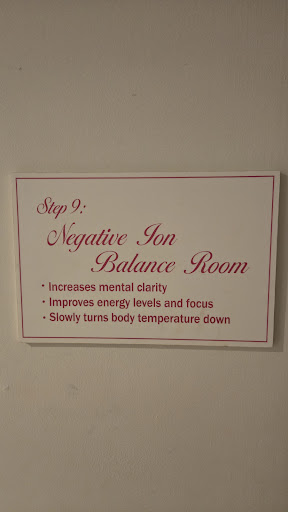 Step 9:
Negative Ion
Balance Room
• Increases mental clarity
• Improves energy levels and focus
• Slowly turns body temperature down